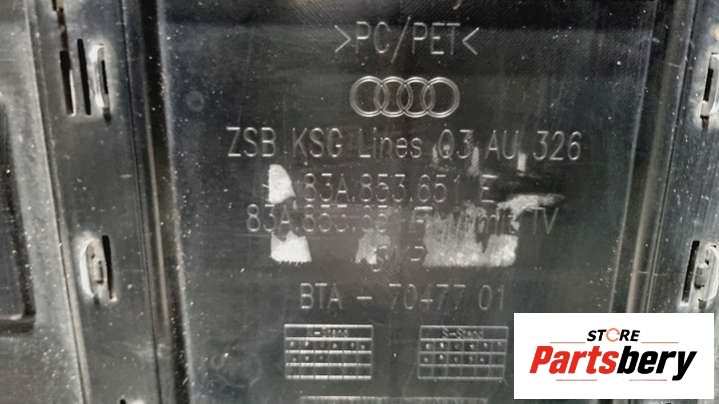 >PC/PET<
ZSB KSG Lines Q3 AU 326
83A.853.651 E
BTA - 70477 01
STORE
Partsbery